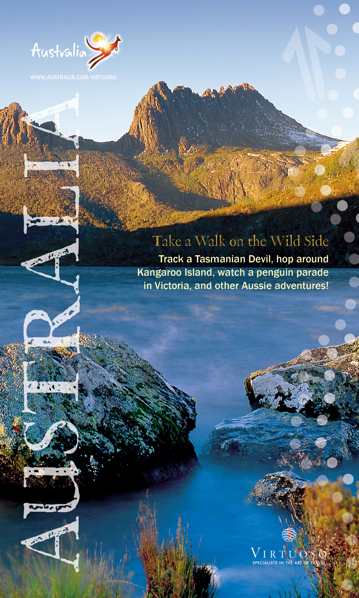 Australia
WWW.AUSTRALIA.COM/VIRTUOSO
AUSTRALIA
Take a Walk on the Wild Side
Track a Tasmanian Devil, hop around
Kangaroo Island, watch a penguin parade
in Victoria, and other Aussie adventures!
VIRTUOSO
SPECIALISTS IN THE ART OF TRAVEL